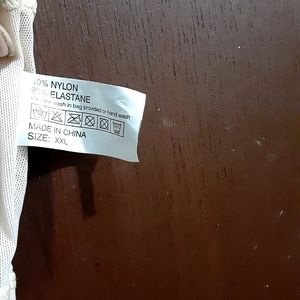 NYLON
ELASTANE
wash in bag provided or hand wash
MADE IN CHINA
SIZE: XXL